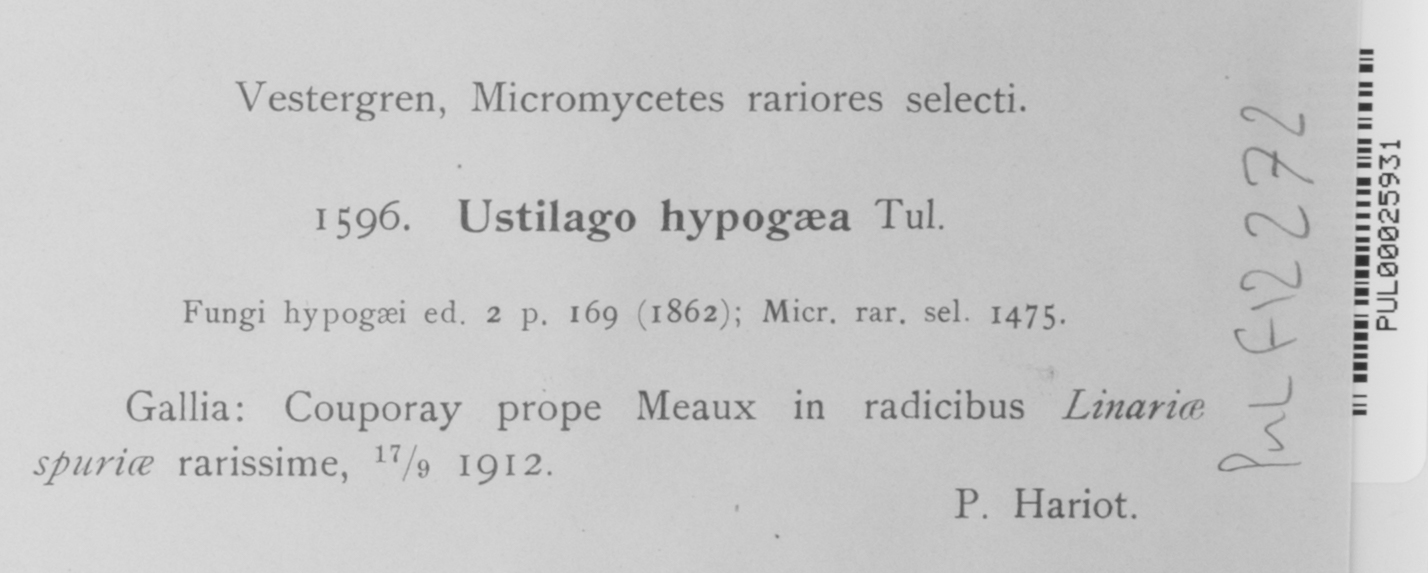 Vestergren, Micromycetes rariores selecti.
1596. Ustilago hypogæa Tul.
Fungi hypogæi ed. 2 p. 169 (1862); Micr. rar. sel. 1475.
Gallia: Couporay prope Meaux in radicibus Linariæ
spuriæ rarissime, 17/9 1912.
P. Hariot.
PUL F12272
PUL00025931